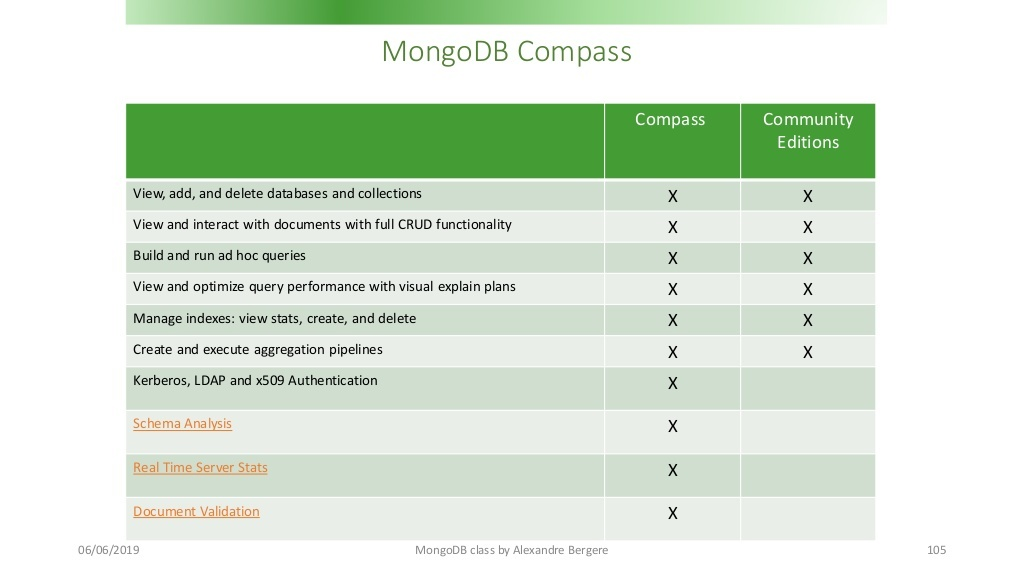 MongoDB Compass
Compass Community
Editions
View, add, and delete databases and collections X X
View and interact with documents with full CRUD functionality X X
Build and run ad hoc queries X X
View and optimize query performance with visual explain plans X X
Manage indexes: view stats, create, and delete X X
Create and execute aggregation pipelines X X
Kerberos, LDAP and x509 Authentication X
Schema Analysis X
Real Time Server Stats X
Document Validation X
06/06/2019 MongoDB class by Alexandre Bergere 105